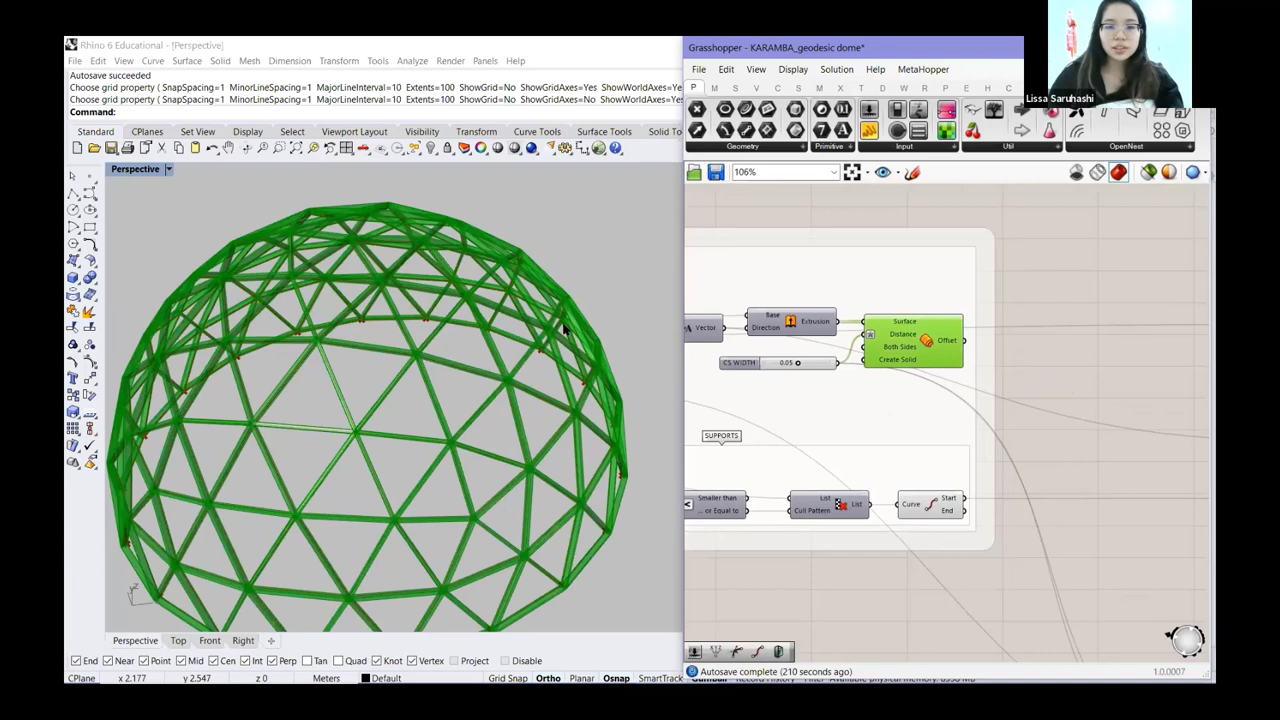 Rhino 6 Educational - [Perspective]
File Edit View Curve Surface Solid Mesh Dimension Transform Tools Analyze Render Panels Help
Autosave succeeded
Choose grid property ( SnapSpacing=1 MinorLineSpacing=1 MajorLineInterval=10 Extents=100 ShowGrid=No ShowGridAxes=Yes ShowWorldAxes=Yes
Choose grid property ( SnapSpacing=1 MinorLineSpacing=1 MajorLineInterval=10 Extents=100 ShowGrid=No ShowGridAxes=Yes ShowWorldAxes=Yes
Command:
Standard CPlanes Set View Display Select Viewport Layout Visibility Transform Curve Tools Surface Tools Solid To
Perspective
Perspective Top Front Right
End Near Point Mid Cen Int Perp Tan Quad Knot Vertex Project Disable
CPlane x 2.177 y 2.547 z 0 Meters Default Grid Snap Ortho Planar Osnap SmartTrack
Grasshopper - KARAMBA_geodesic dome*
File Edit View Display Solution Help MetaHopper
Lissa Saruhashi
P M S V C S M I T D W K L P E H
Geometry Primitive Input Util OpenNest
106%
Vector
Base
Direction
Extrusion
CS WIDTH 0.05
Surface
Distance
Both Sides
Create Solid
Offset
SUPPORTS
Smaller than
... or Equal to
List
Cull Pattern
List
Curve
Start
End
Autosave complete (210 seconds ago)
1.0.0007